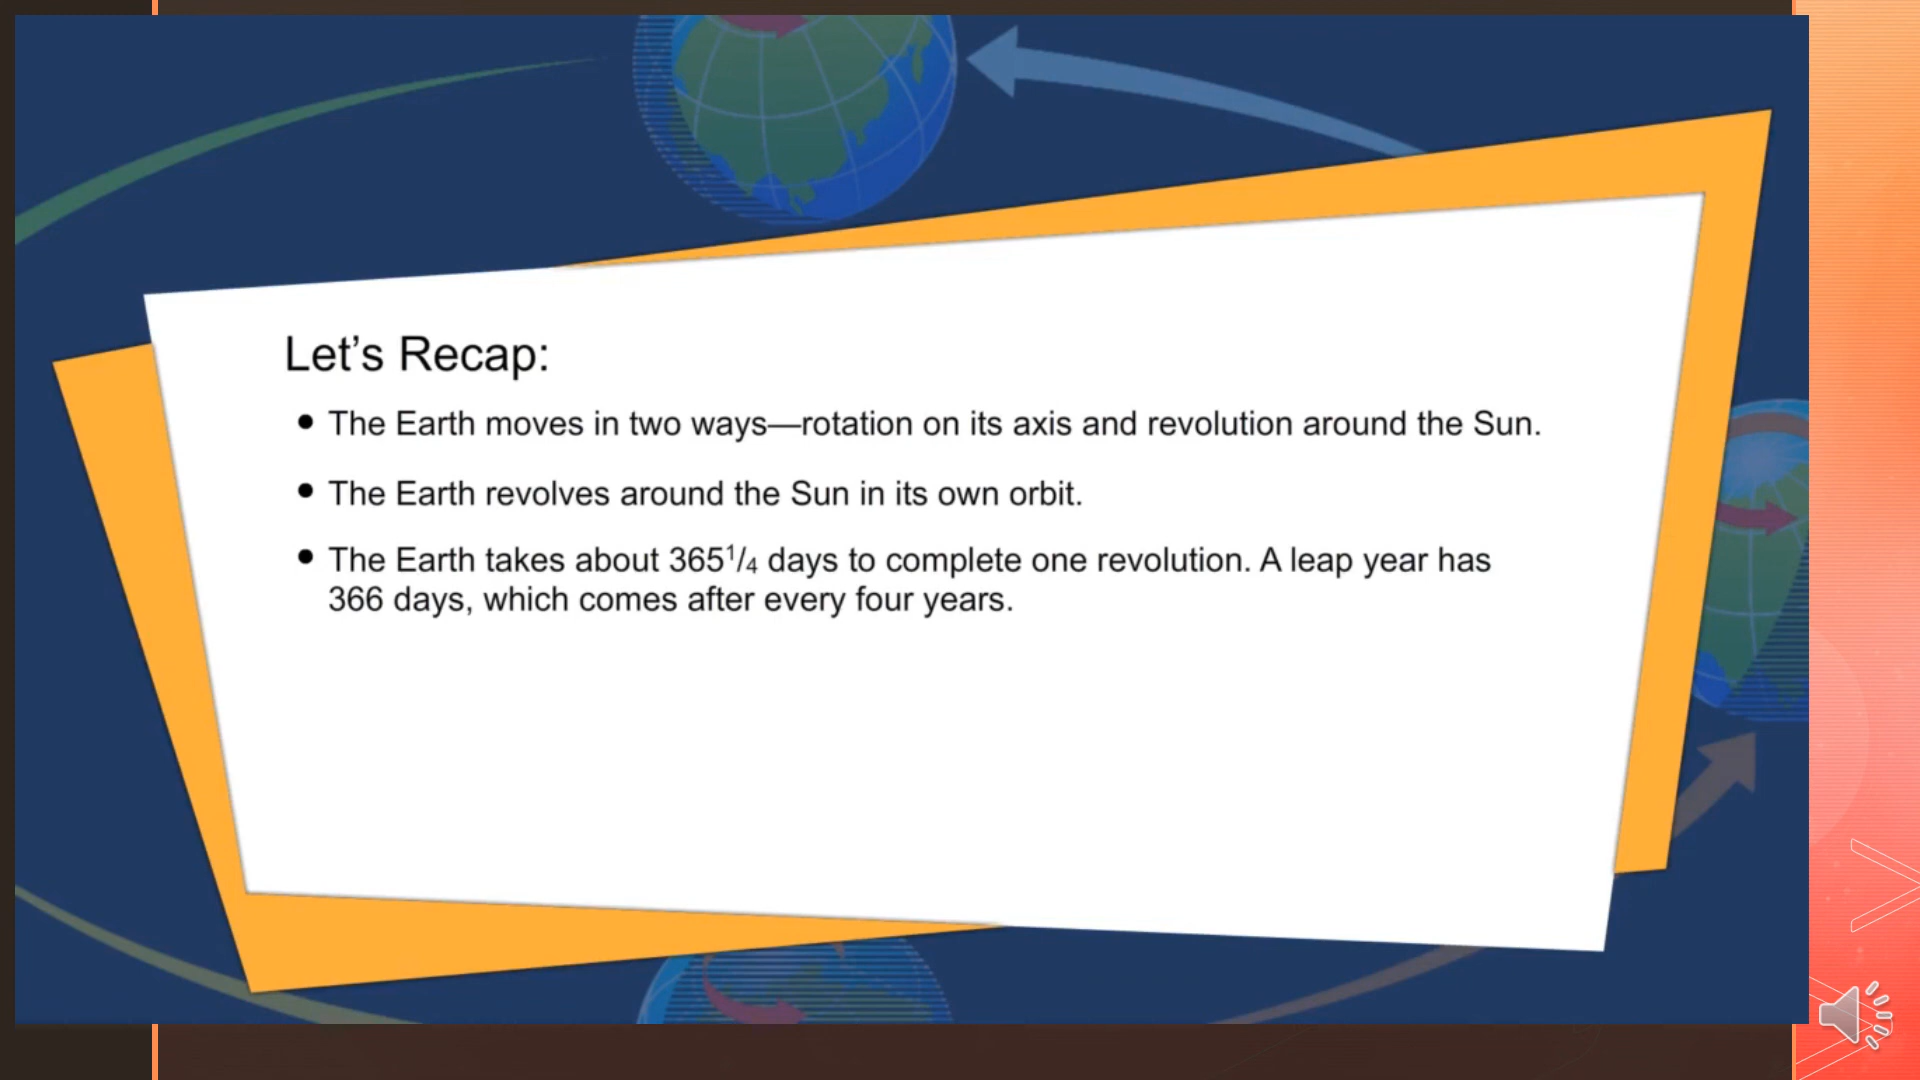 Let’s Recap:
• The Earth moves in two ways—rotation on its axis and revolution around the Sun.
• The Earth revolves around the Sun in its own orbit.
• The Earth takes about 365¹/₄ days to complete one revolution. A leap year has
366 days, which comes after every four years.